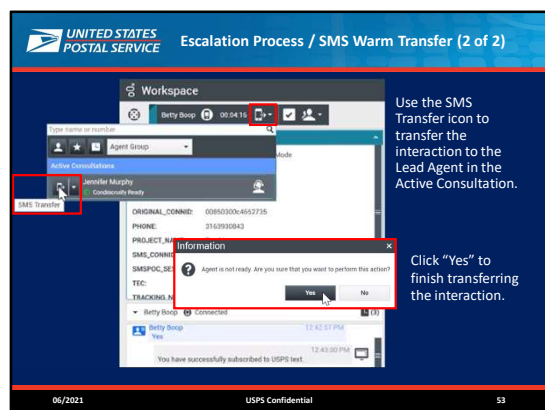 UNITED STATES
POSTAL SERVICE
Escalation Process / SMS Warm Transfer (2 of 2)
Workspace
Betty Boop 00:04:16
Type name or number
Agent Group
Mode
Active Consultations
Jennifer Murphy
Conditionally Ready
SMS Transfer
ORIGINAL_CONNID: 00850300c4652735
PHONE: 3163930843
PROJECT_NA
SMS_CONNID
SMSPOC_SES
TEC:
TRACKING_N
Information
Agent is not ready. Are you sure that you want to perform this action?
Yes No
Betty Boop Connected (3)
Betty Boop 12:42:57 PM
Yes
12:43:00 PM
You have successfully subscribed to USPS text
Use the SMS
Transfer icon to
transfer the
interaction to the
Lead Agent in the
Active Consultation.
Click “Yes” to
finish transferring
the interaction.
06/2021 USPS Confidential 53